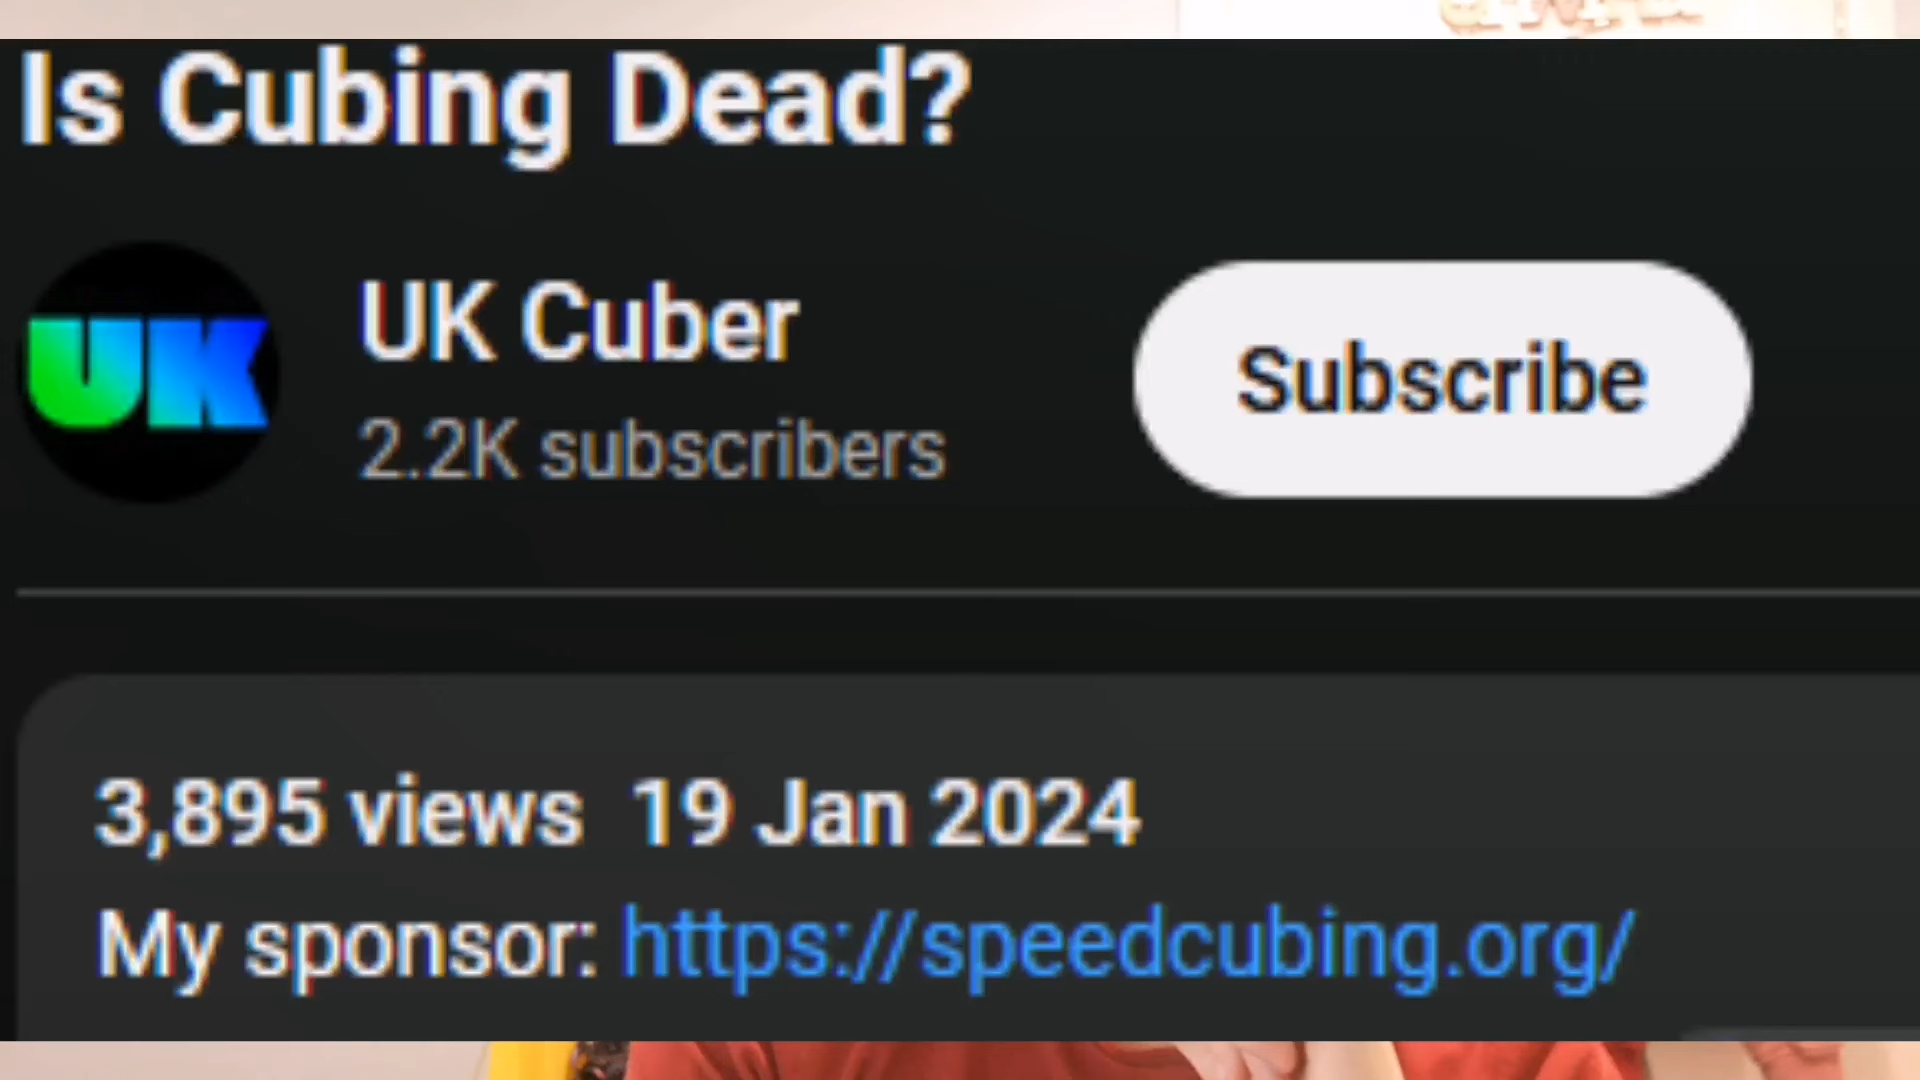 Is Cubing Dead?
UK
UK Cuber
2.2K subscribers
Subscribe
3,895 views 19 Jan 2024
My sponsor: https://speedcubing.org/